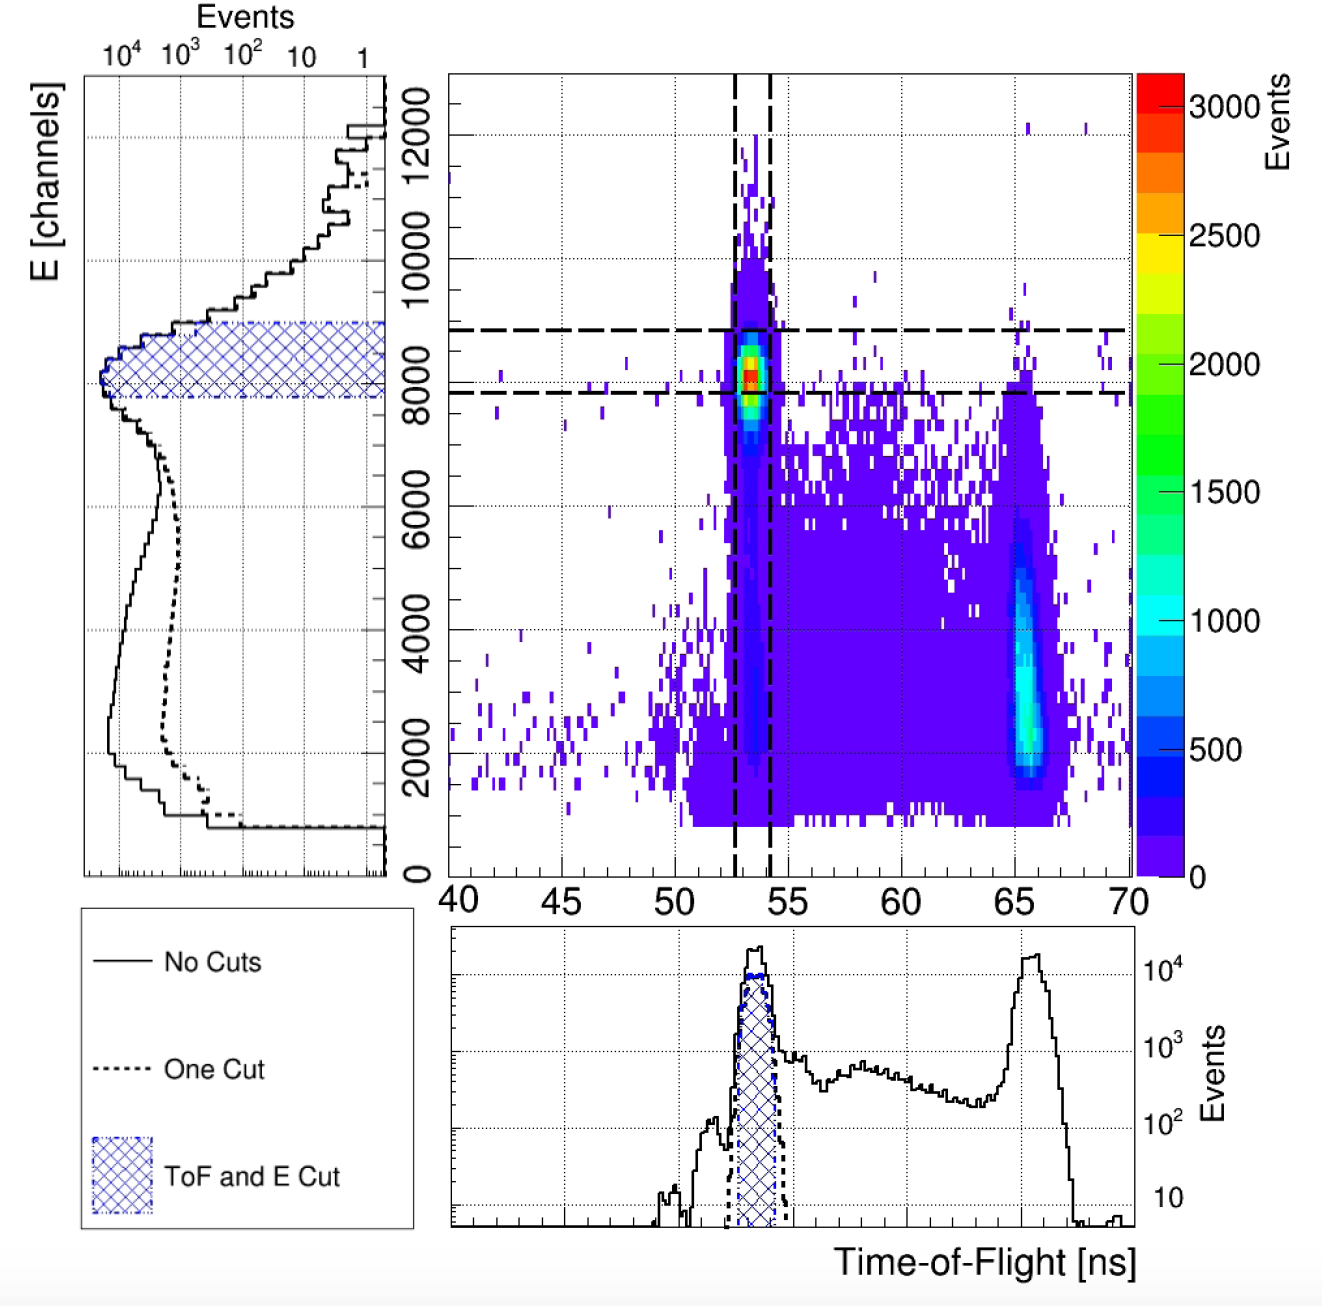 Events
10⁴ 10³ 10² 10 1
E [channels]
0 2000 4000 6000 8000 10000 12000
3000
2500
2000
1500
1000
500
0
Events
40 45 50 55 60 65 70
No Cuts
One Cut
ToF and E Cut
10⁴
10³
10²
10
Events
Time-of-Flight [ns]